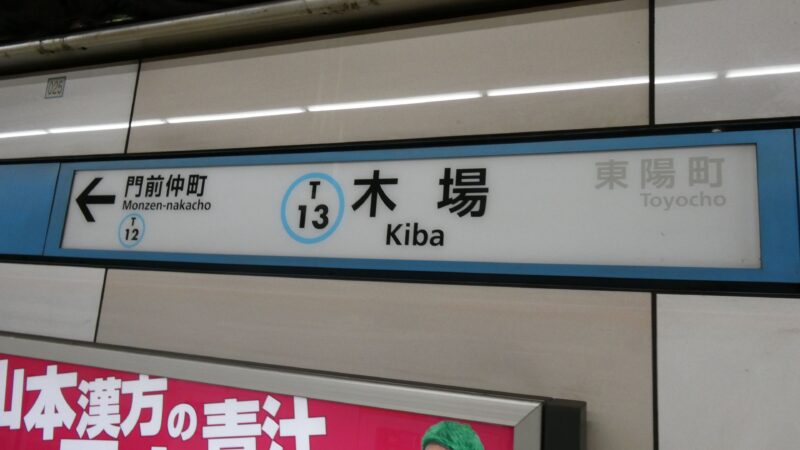 025
門前仲町
Monzen-nakacho
T
12
T
13
木場
Kiba
東陽町
Toyocho
山本漢方の青汁